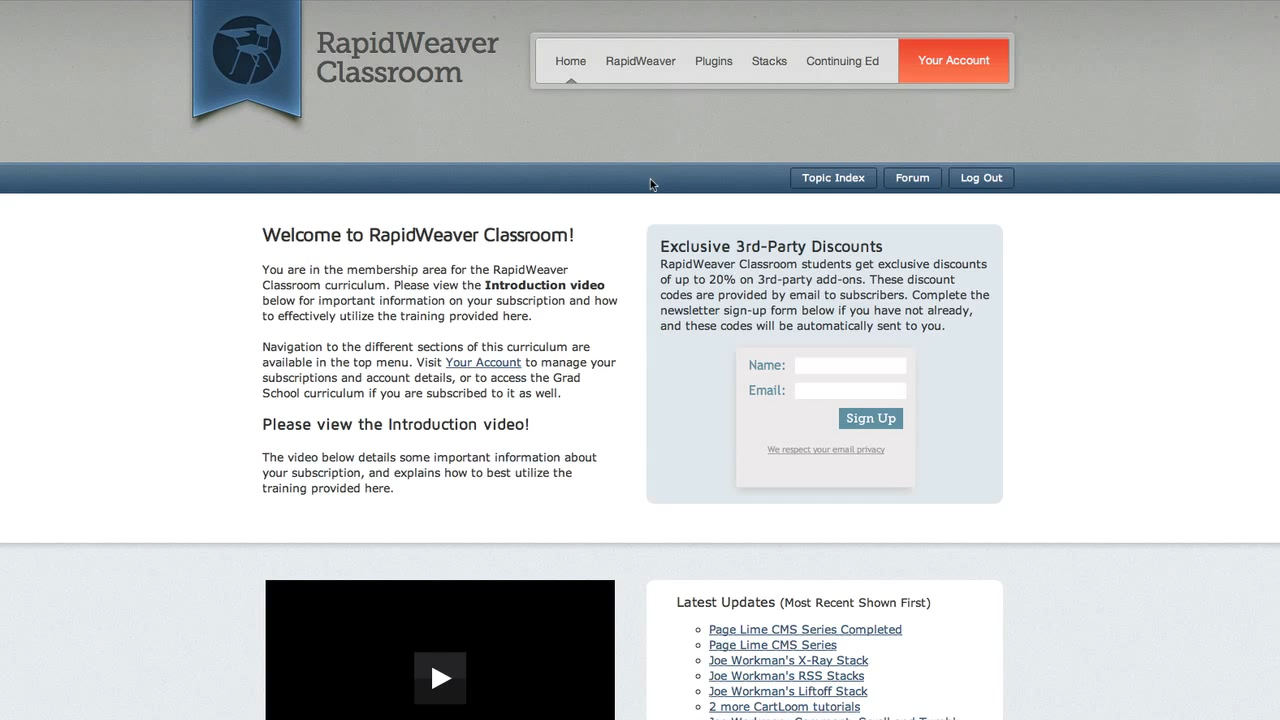 RapidWeaver
Classroom
Home
RapidWeaver
Plugins
Stacks
Continuing Ed
Your Account
Topic Index
Forum
Log Out
Welcome to RapidWeaver Classroom!
You are in the membership area for the RapidWeaver
Classroom curriculum. Please view the Introduction video
below for important information on your subscription and how
to effectively utilize the training provided here.
Navigation to the different sections of this curriculum are
available in the top menu. Visit Your Account to manage your
subscriptions and account details, or to access the Grad
School curriculum if you are subscribed to it as well.
Please view the Introduction video!
The video below details some important information about
your subscription, and explains how to best utilize the
training provided here.
Exclusive 3rd-Party Discounts
RapidWeaver Classroom students get exclusive discounts
of up to 20% on 3rd-party add-ons. These discount
codes are provided by email to subscribers. Complete the
newsletter sign-up form below if you have not already,
and these codes will be automatically sent to you.
Name:
Email:
Sign Up
We respect your email privacy
Latest Updates (Most Recent Shown First)
Page Lime CMS Series Completed
Page Lime CMS Series
Joe Workman's X-Ray Stack
Joe Workman's RSS Stacks
Joe Workman's Liftoff Stack
2 more CartLoom tutorials